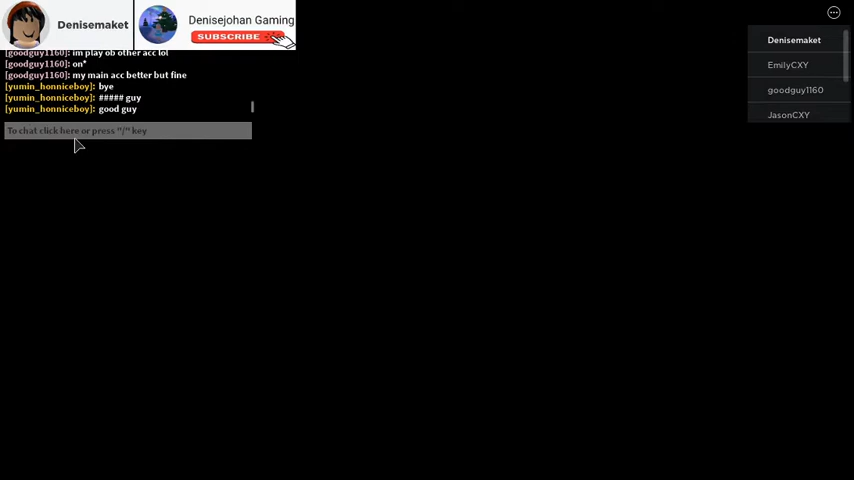 Denisemaket
Denisejohan Gaming
SUBSCRIBE
[goodguy1160]: im play ob other acc lol
[goodguy1160]: on*
[goodguy1160]: my main acc better but fine
[yumin_honniceboy]: bye
[yumin_honniceboy]: ##### guy
[yumin_honniceboy]: good guy
To chat click here or press "/" key
Denisemaket
EmilyCXY
goodguy1160
JasonCXY